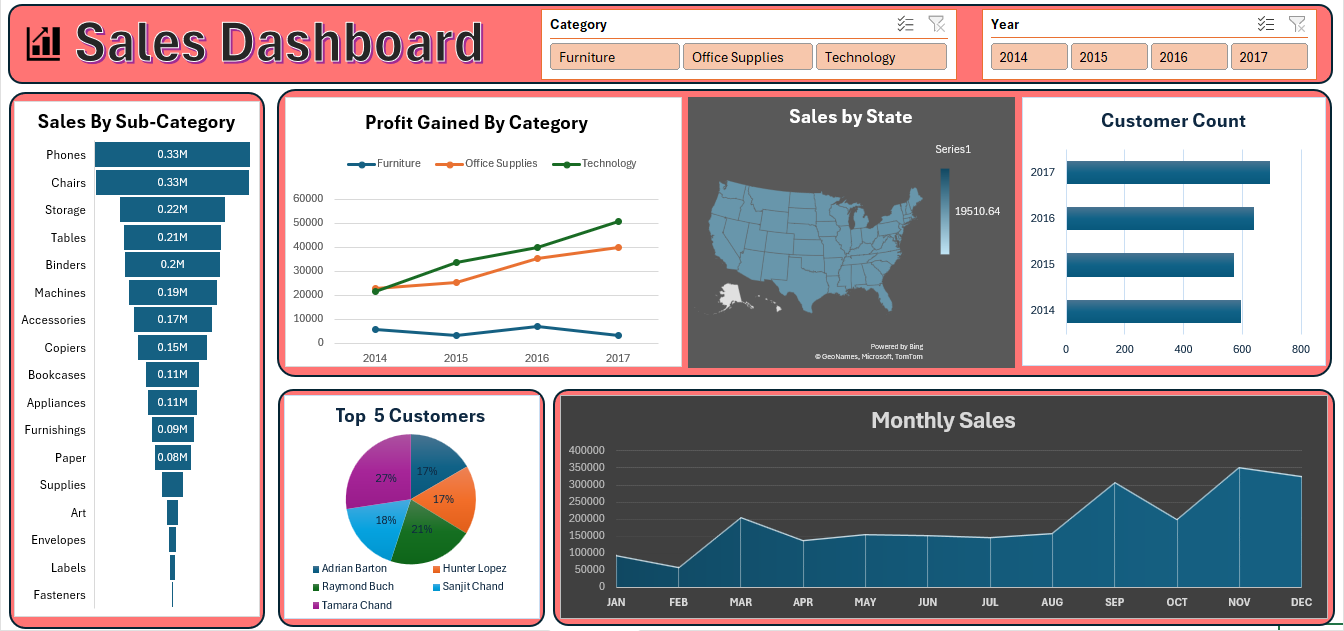 Sales Dashboard
Category
Furniture
Office Supplies
Technology
Year
2014
2015
2016
2017
Sales By Sub-Category
Phones 0.33M
Chairs 0.33M
Storage 0.22M
Tables 0.21M
Binders 0.2M
Machines 0.19M
Accessories 0.17M
Copiers 0.15M
Bookcases 0.11M
Appliances 0.11M
Furnishings 0.09M
Paper 0.08M
Supplies
Art
Envelopes
Labels
Fasteners
Profit Gained By Category
Furniture Office Supplies Technology
60000
50000
40000
30000
20000
10000
0
2014 2015 2016 2017
Sales by State
Series1
19510.64
Powered by Bing
© GeoNames, Microsoft, TomTom
Customer Count
2017
2016
2015
2014
0 200 400 600 800
Top 5 Customers
27% 17%
17%
18% 21%
Adrian Barton Hunter Lopez
Raymond Buch Sanjit Chand
Tamara Chand
Monthly Sales
400000
350000
300000
250000
200000
150000
100000
50000
0
JAN FEB MAR APR MAY JUN JUL AUG SEP OCT NOV DEC